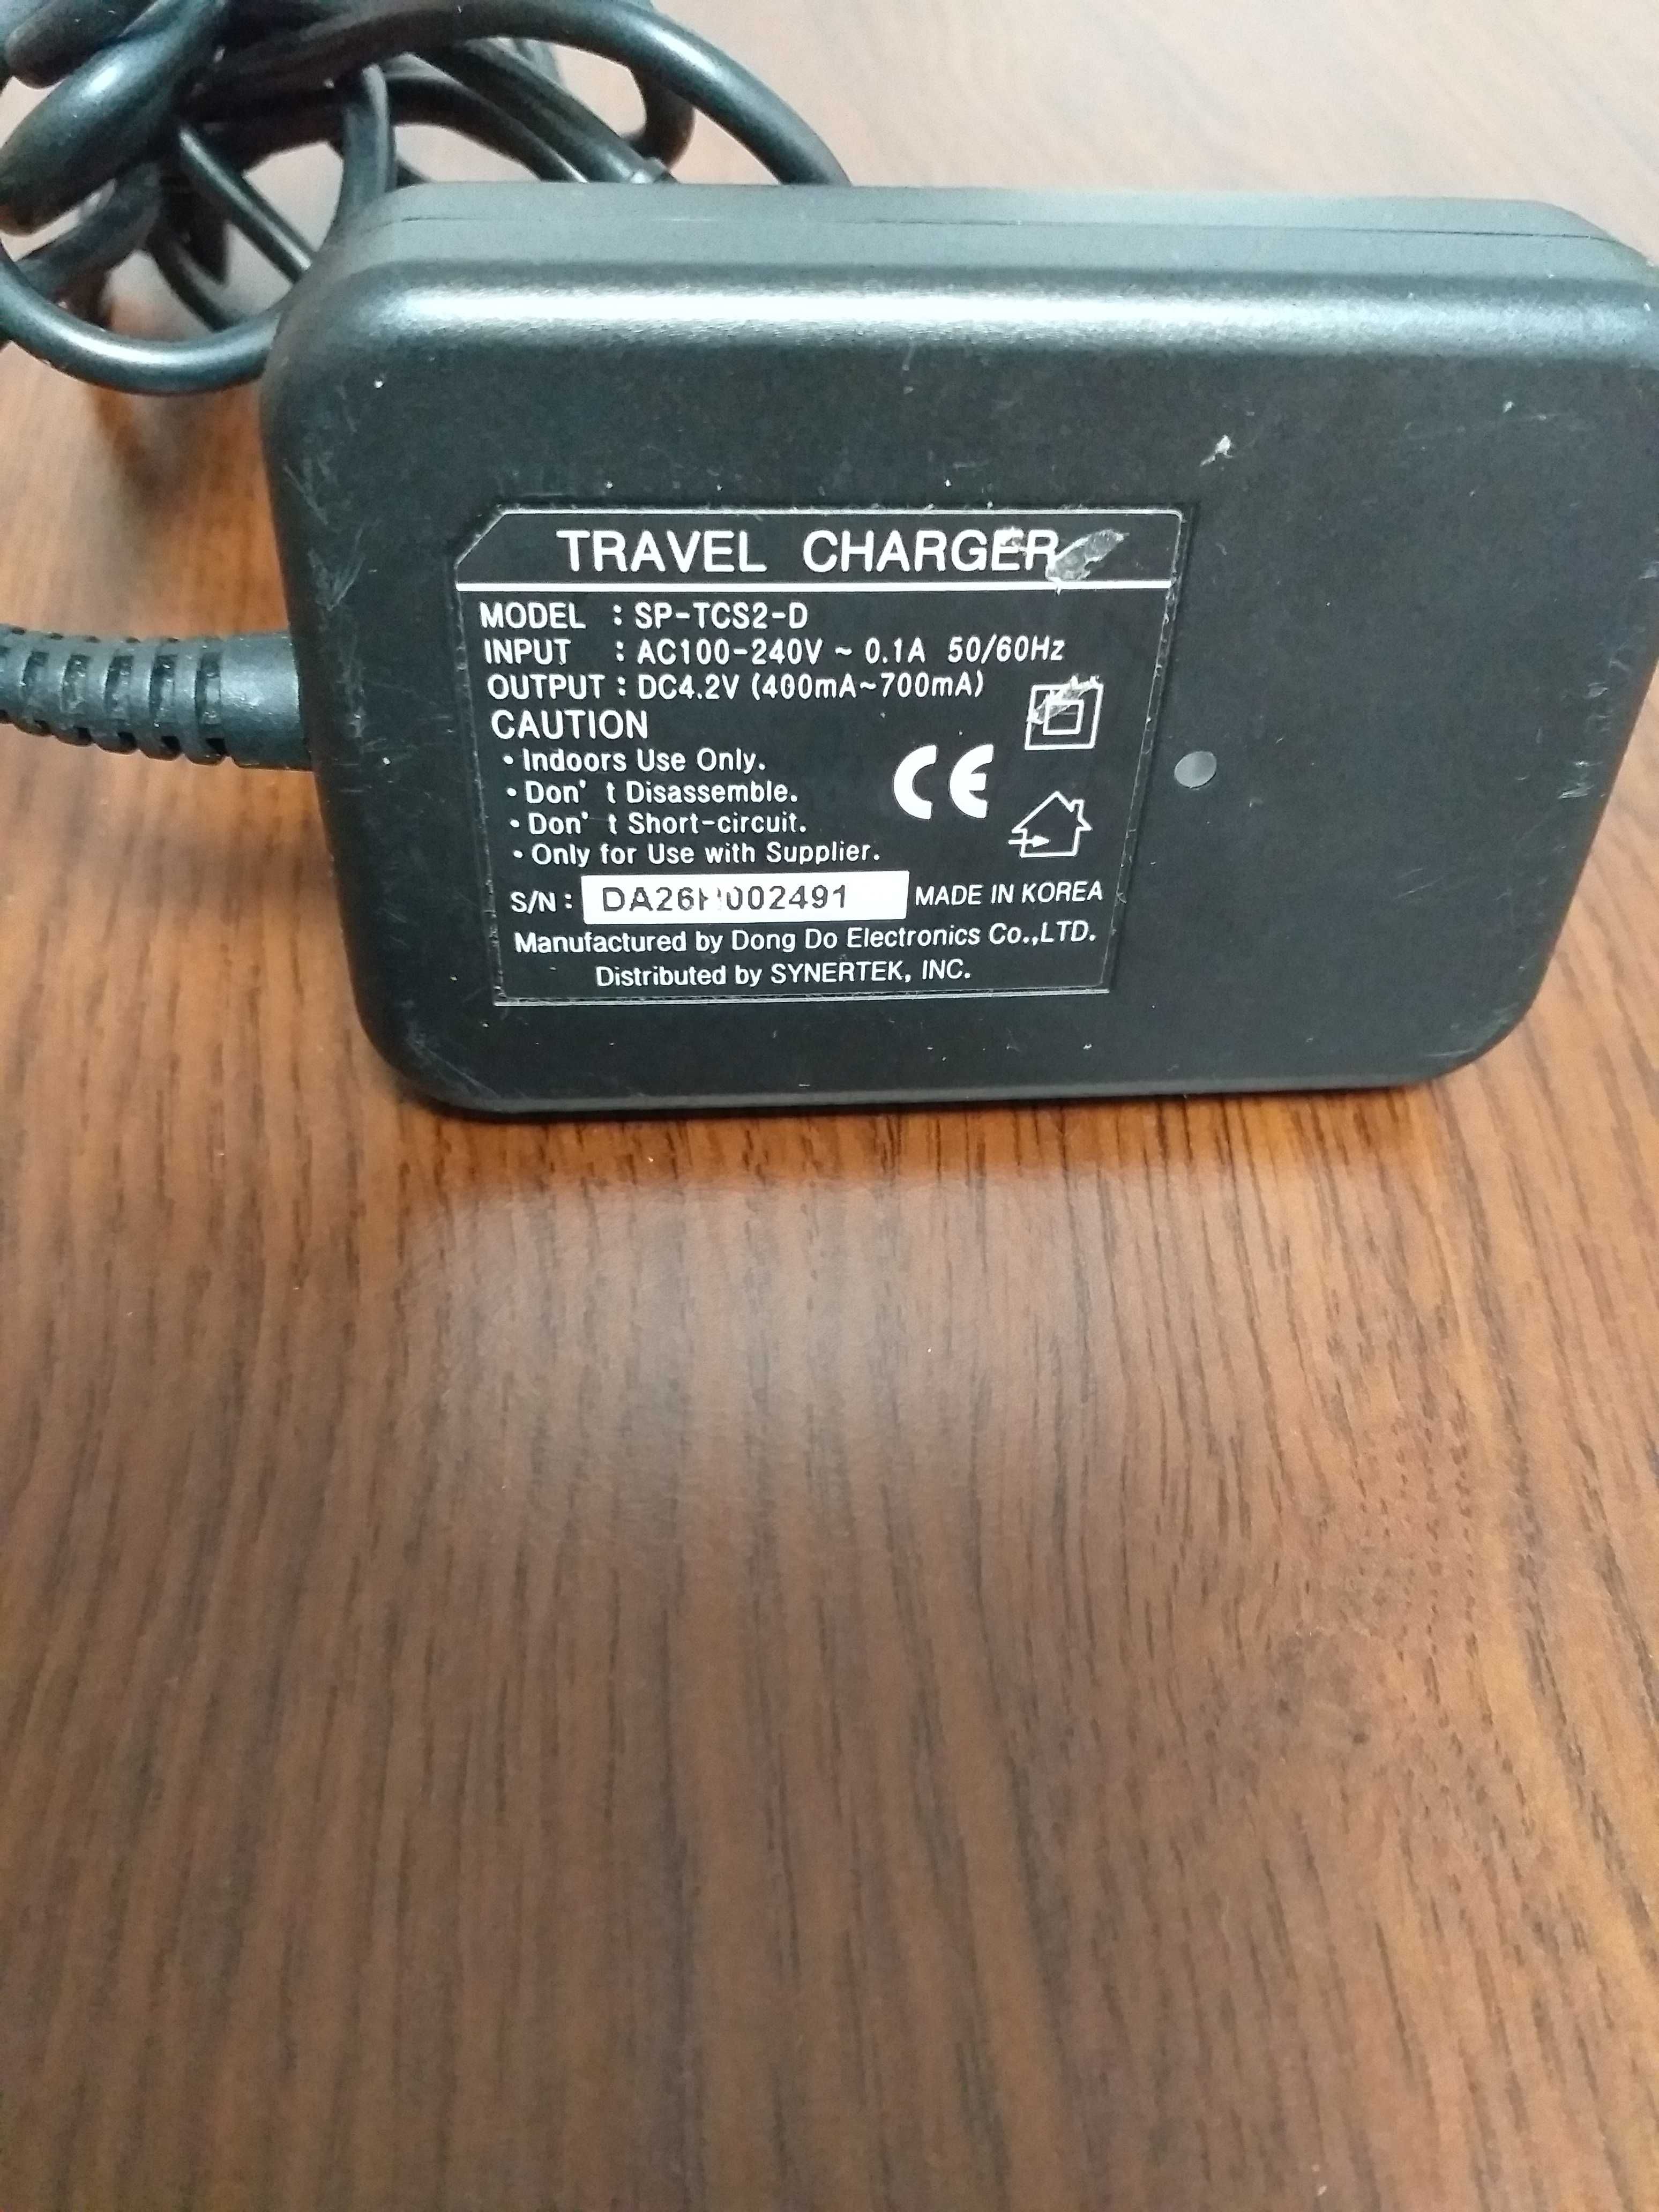 TRAVEL CHARGER
MODEL : SP-TCS2-D
INPUT : AC100-240V ~ 0.1A 50/60Hz
OUTPUT : DC4.2V (400mA~700mA)
CAUTION
• Indoors Use Only.
• Don' t Disassemble.
• Don' t Short-circuit.
• Only for Use with Supplier.
CE
S/N : MADE IN KOREA
Manufactured by Dong Do Electronics Co.,LTD.
Distributed by SYNERTEK, INC.